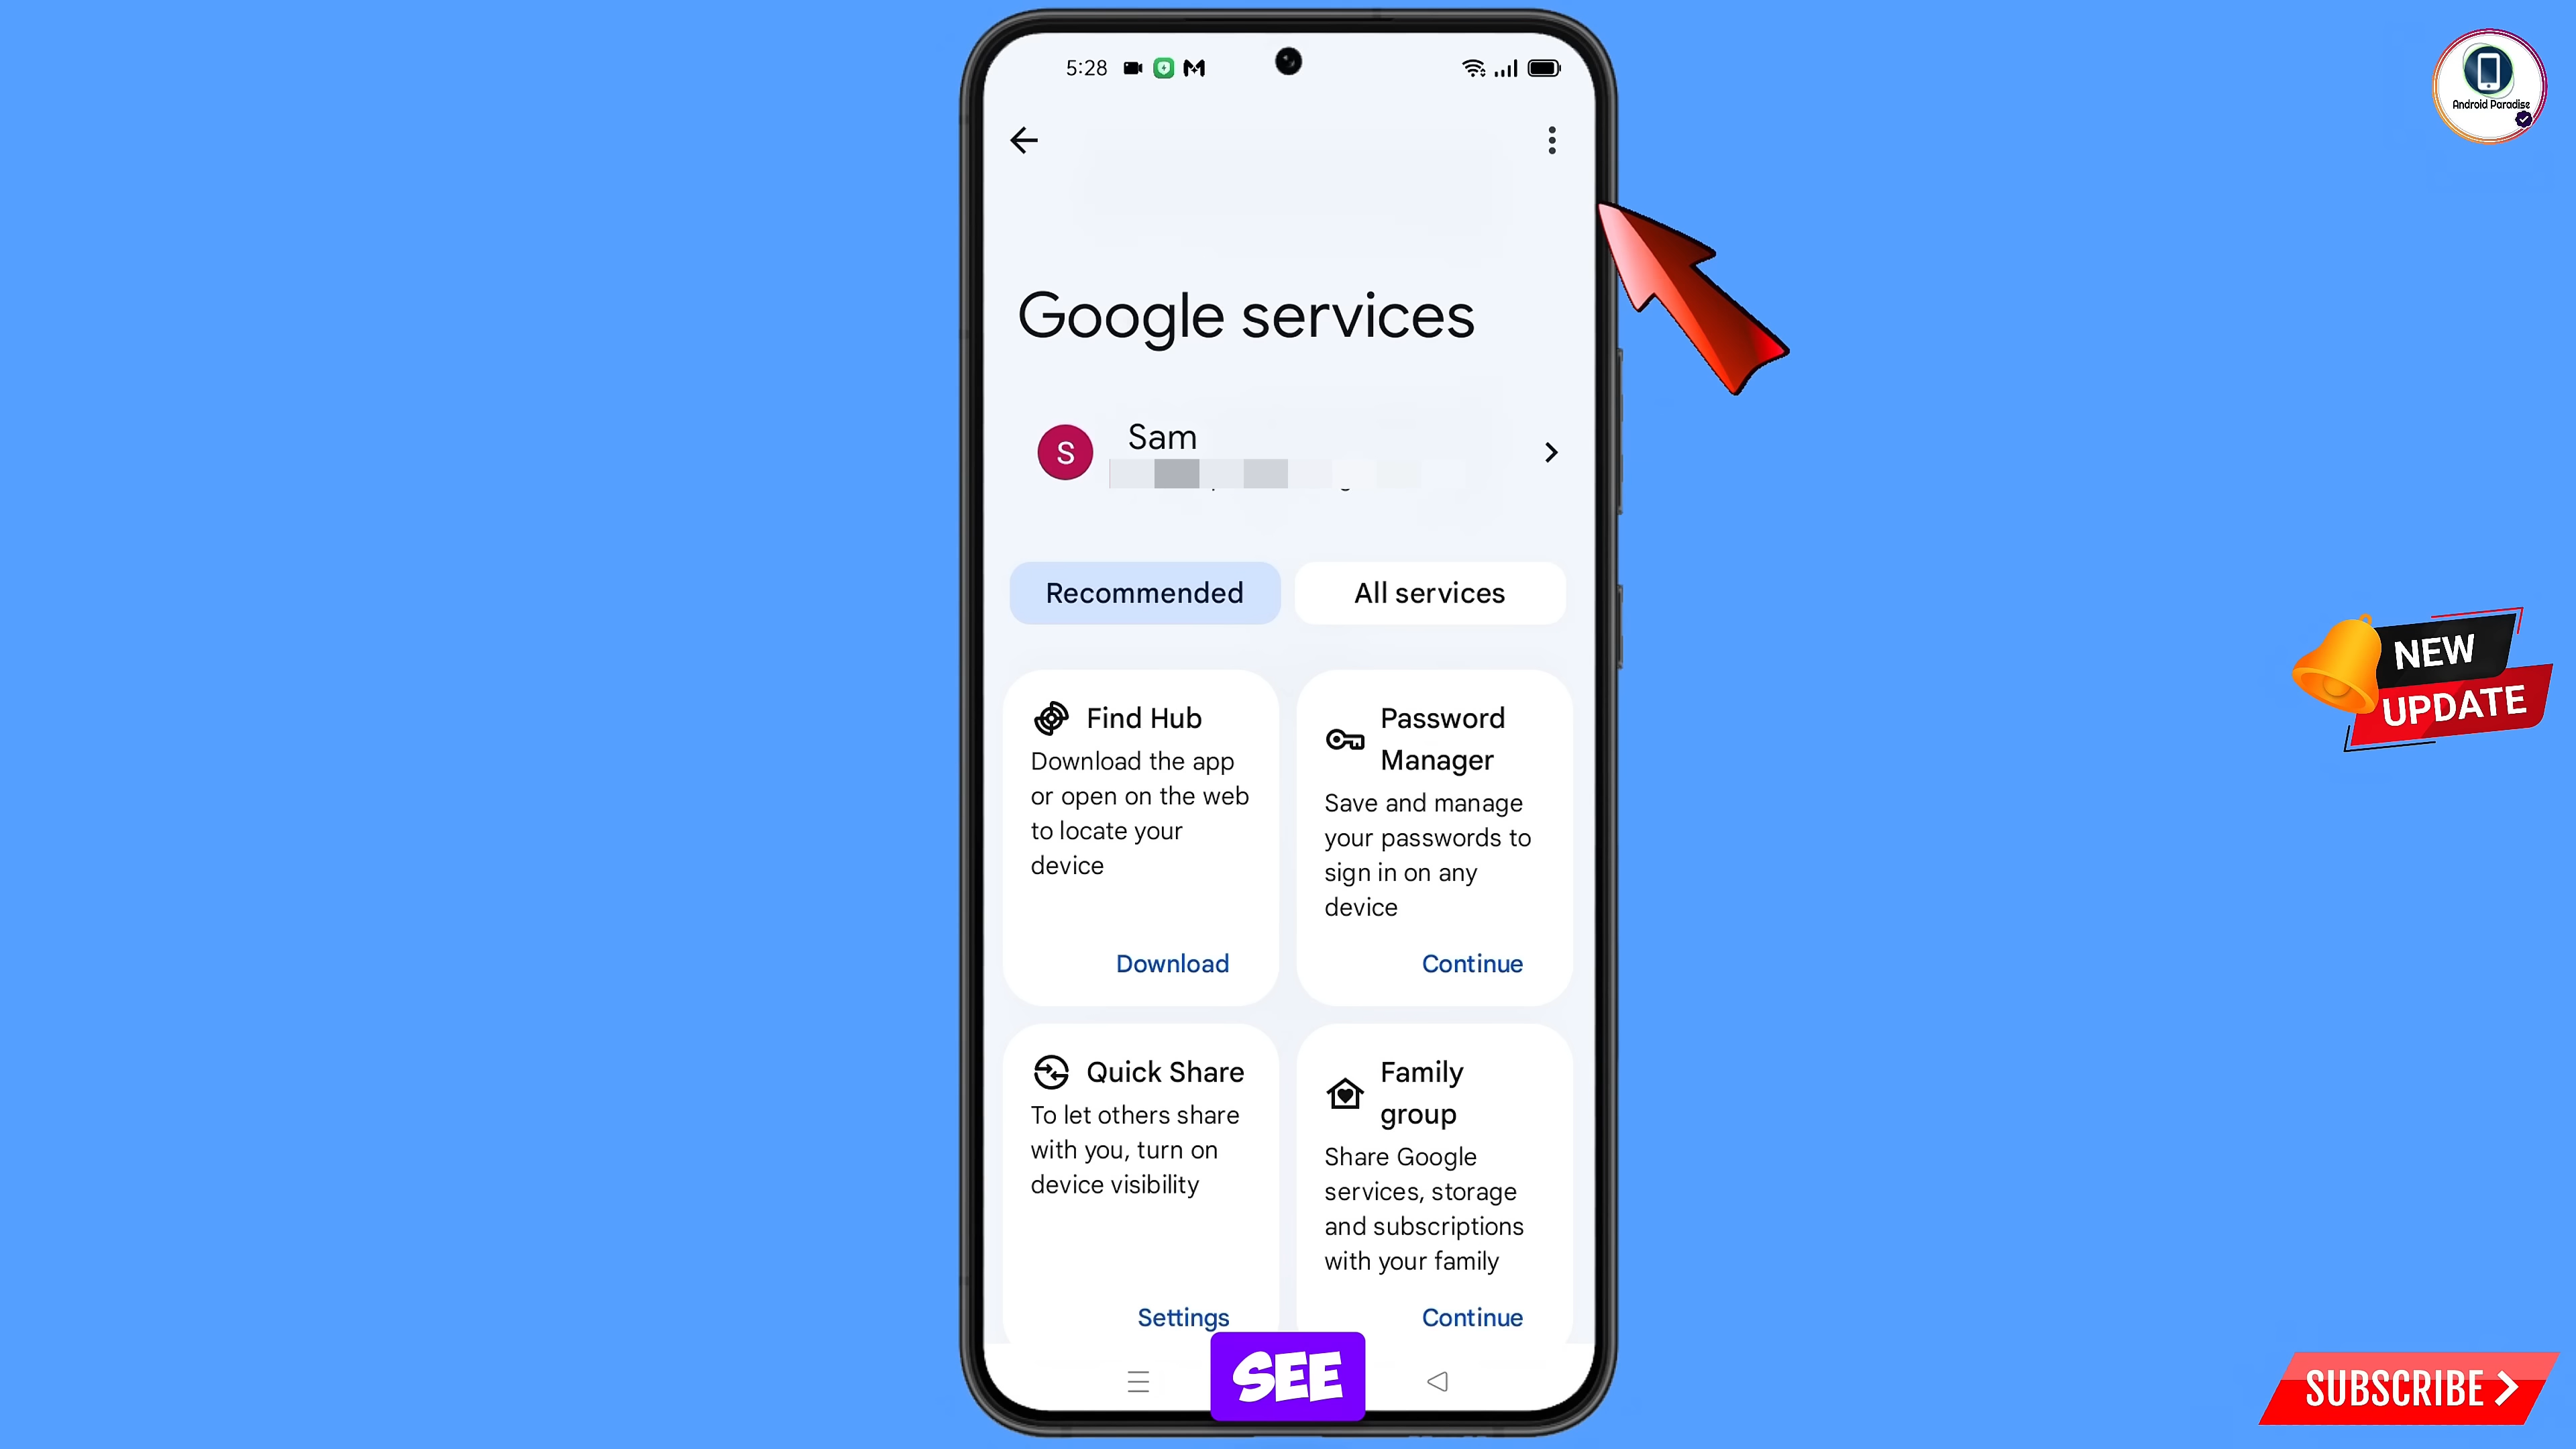 5:28
Android Paradise
Google services
S
Sam
Recommended
All services
Find Hub
Download the app
or open on the web
to locate your
device
Download
Password
Manager
Save and manage
your passwords to
sign in on any
device
Continue
NEW
UPDATE
Quick Share
To let others share
with you, turn on
device visibility
Settings
Family
group
Share Google
services, storage
and subscriptions
with your family
Continue
SEE
SUBSCRIBE